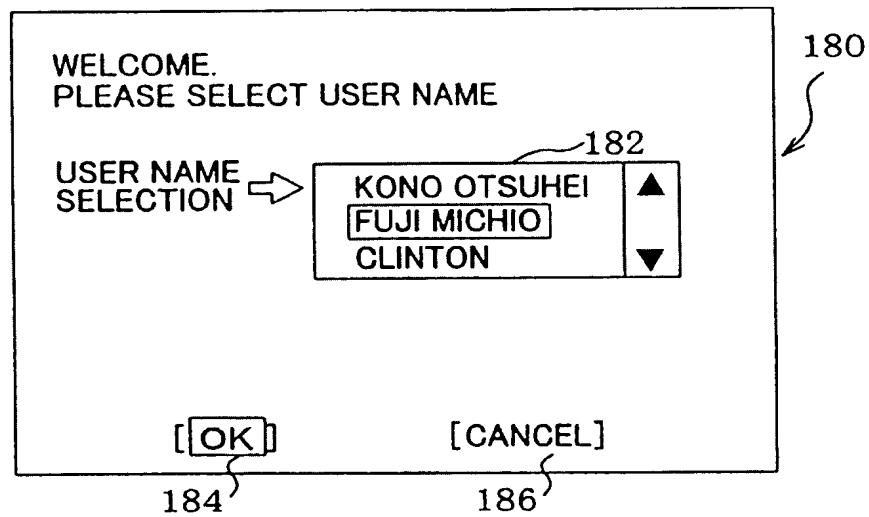 180
WELCOME.
PLEASE SELECT USER NAME
182
USER NAME
SELECTION
KONO OTSUHEI
FUJI MICHIO
CLINTON
[OK]
[CANCEL]
184
186